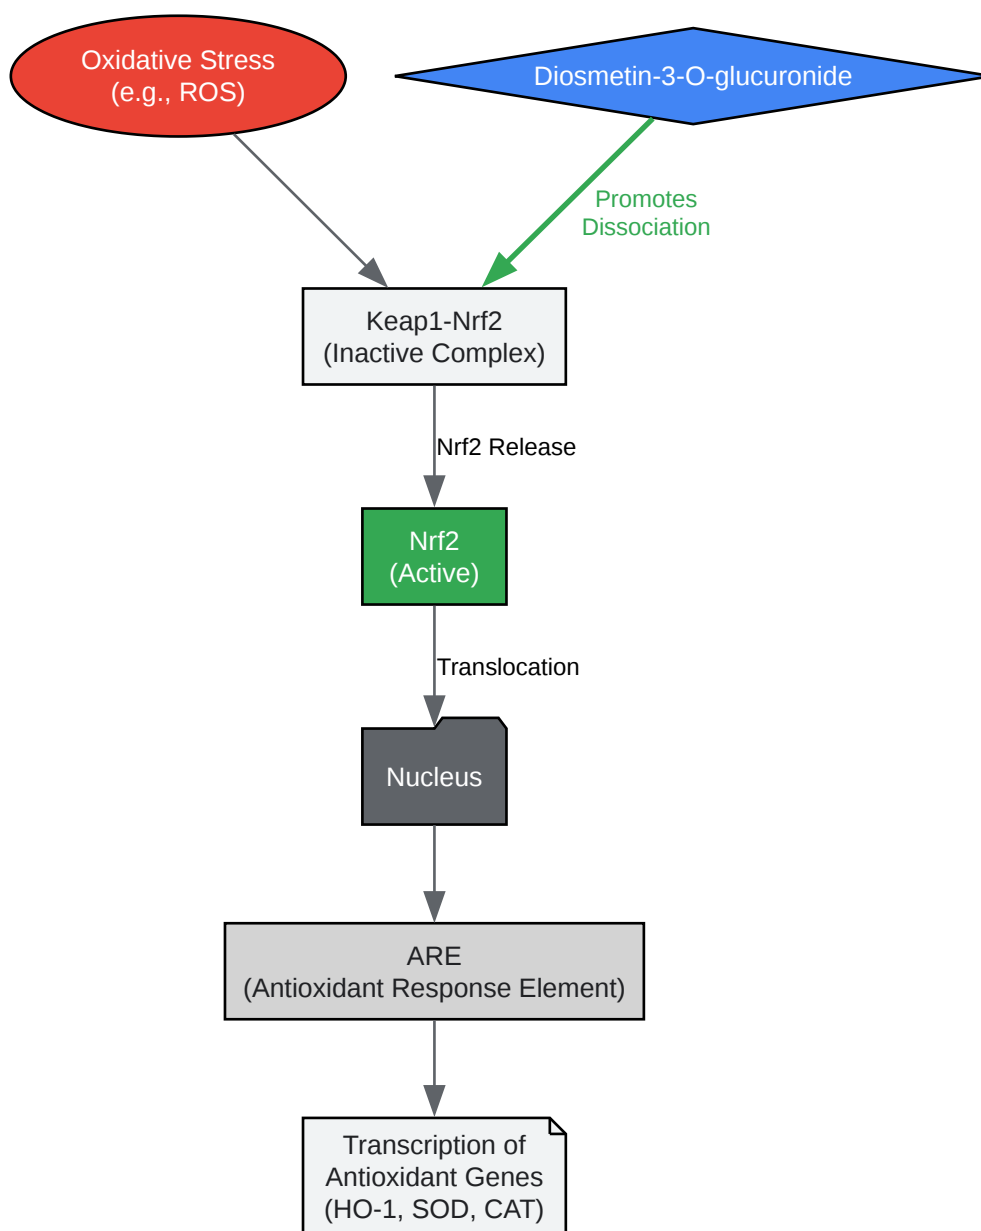 Oxidative Stress
(e.g., ROS)
Diosmetin-3-O-glucuronide
Promotes
Dissociation
Keap1-Nrf2
(Inactive Complex)
Nrf2 Release
Nrf2
(Active)
Translocation
Nucleus
ARE
(Antioxidant Response Element)
Transcription of
Antioxidant Genes
(HO-1, SOD, CAT)